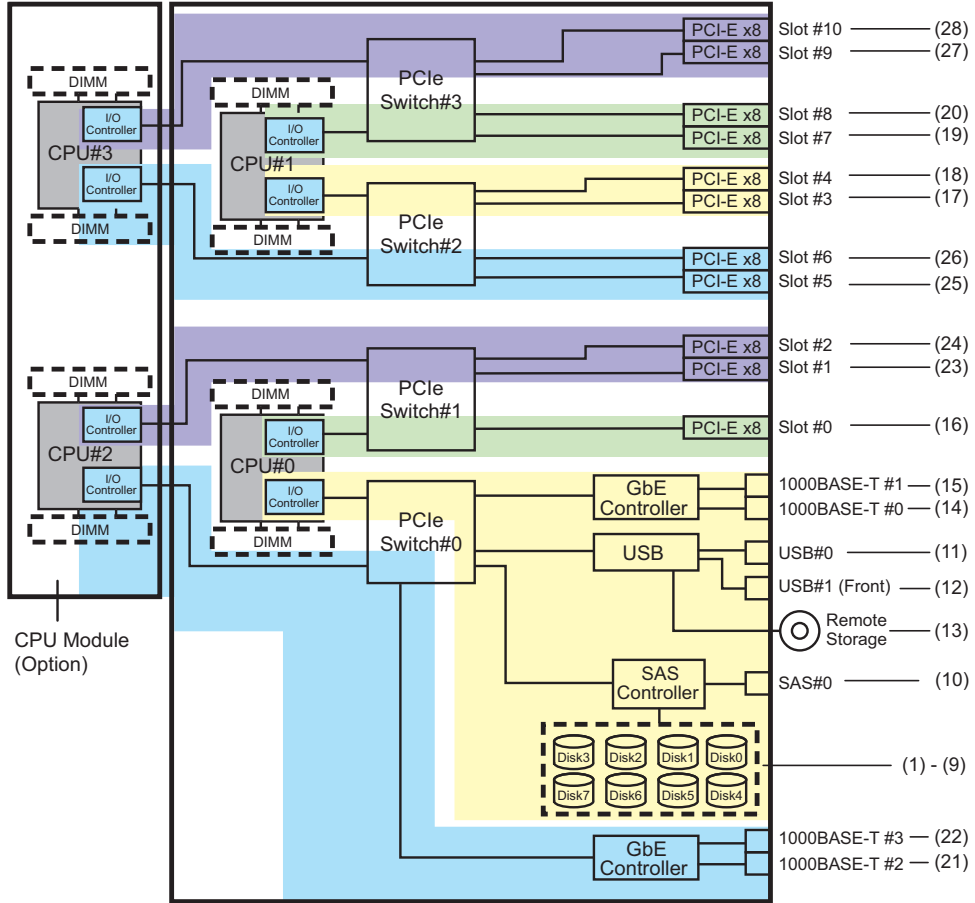 PCI-E x8 Slot #10 (28)
PCI-E x8 Slot #9 (27)
PCIe
Switch#3
DIMM
I/O
Controller
CPU#3
I/O
Controller
DIMM
DIMM
I/O
Controller
CPU#1
I/O
Controller
DIMM
PCI-E x8 Slot #8 (20)
PCI-E x8 Slot #7 (19)
PCI-E x8 Slot #4 (18)
PCI-E x8 Slot #3 (17)
PCIe
Switch#2
PCI-E x8 Slot #6 (26)
PCI-E x8 Slot #5 (25)
PCI-E x8 Slot #2 (24)
PCI-E x8 Slot #1 (23)
PCIe
Switch#1
DIMM
I/O
Controller
CPU#2
I/O
Controller
DIMM
DIMM
I/O
Controller
CPU#0
I/O
Controller
DIMM
PCI-E x8 Slot #0 (16)
PCIe
Switch#0
GbE
Controller
1000BASE-T #1 (15)
1000BASE-T #0 (14)
USB
USB#0 (11)
USB#1 (Front) (12)
Remote
Storage (13)
CPU Module
(Option)
SAS
Controller
SAS#0 (10)
Disk3 Disk2 Disk1 Disk0
Disk7 Disk6 Disk5 Disk4
(1) - (9)
GbE
Controller
1000BASE-T #3 (22)
1000BASE-T #2 (21)